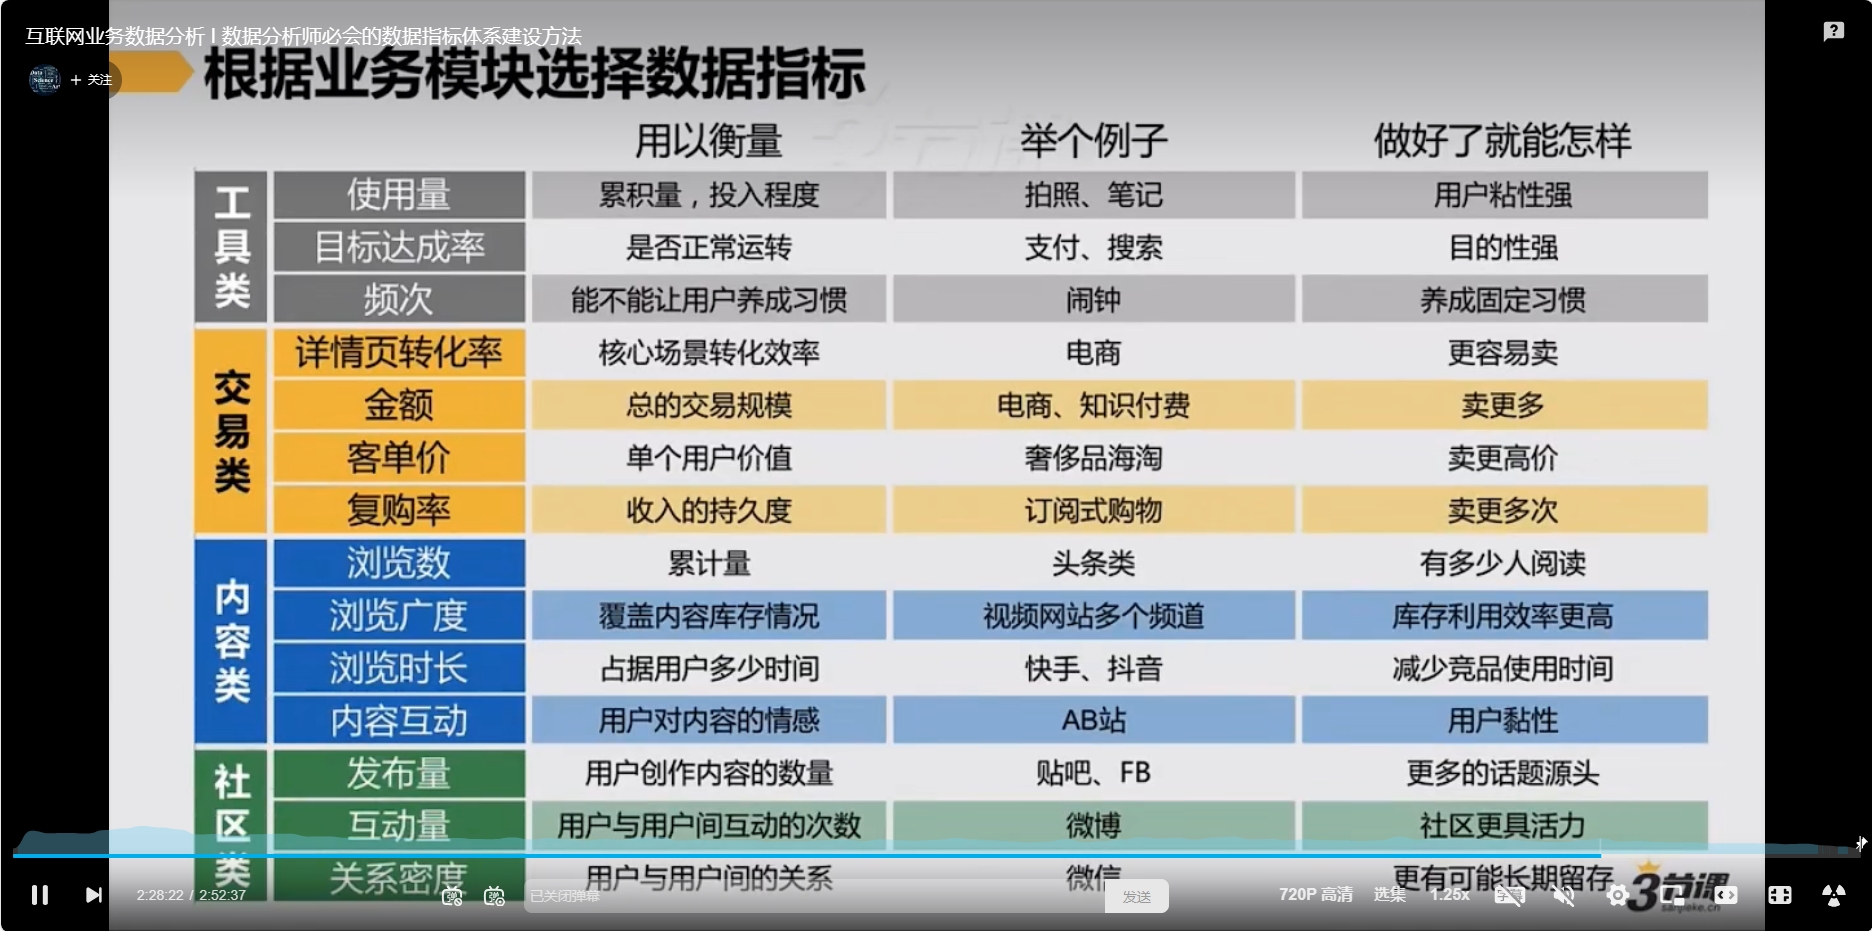 互联网业务数据分析 I 数据分析师必会的数据指标体系建设方法
+ 关注
根据业务模块选择数据指标
用以衡量 举个例子 做好了就能怎样
工具类
使用量 累积量，投入程度 拍照、笔记 用户粘性强
目标达成率 是否正常运转 支付、搜索 目的性强
频次 能不能让用户养成习惯 闹钟 养成固定习惯
交易类
详情页转化率 核心场景转化效率 电商 更容易卖
金额 总的交易规模 电商、知识付费 卖更多
客单价 单个用户价值 奢侈品海淘 卖更高价
复购率 收入的持久度 订阅式购物 卖更多次
内容类
浏览数 累计量 头条类 有多少人阅读
浏览广度 覆盖内容库存情况 视频网站多个频道 库存利用效率更高
浏览时长 占据用户多少时间 快手、抖音 减少竞品使用时间
内容互动 用户对内容的情感 AB站 用户黏性
社区类
发布量 用户创作内容的数量 贴吧、FB 更多的话题源头
互动量 用户与用户间互动的次数 微博 社区更具活力
关系密度 用户与用户间的关系 微信 更有可能长期留存
2:28:22 / 2:52:37 已关闭弹幕 发送 720P 高清 选集 1.25x
3节课
sanjieke.cn